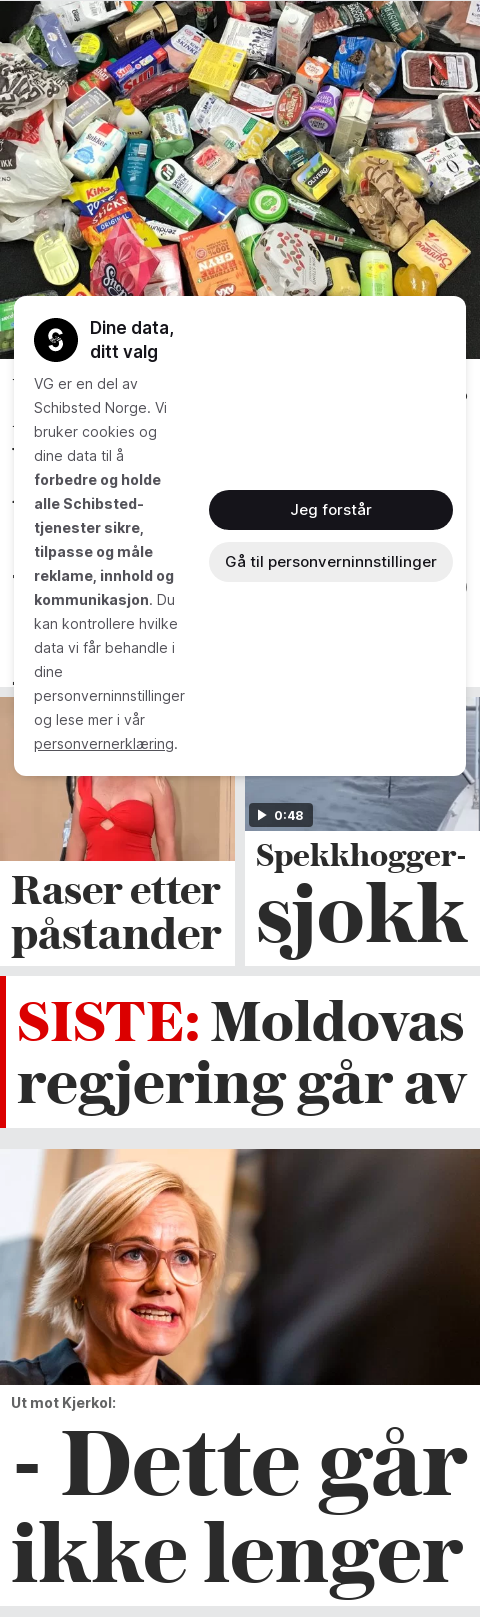 Dine data,
ditt valg
VG er en del av
Schibsted Norge. Vi
bruker cookies og
dine data til å
forbedre og holde
alle Schibsted-
tjenester sikre,
tilpasse og måle
reklame, innhold og
kommunikasjon. Du
kan kontrollere hvilke
data vi får behandle i
dine
personverninnstillinger
og lese mer i vår
personvernerklæring.
Jeg forstår
Gå til personverninnstillinger
0:48
Raser etter
påstander
Spekkhogger-
sjokk
SISTE: Moldovas
regjering går av
Ut mot Kjerkol:
- Dette går
ikke lenger